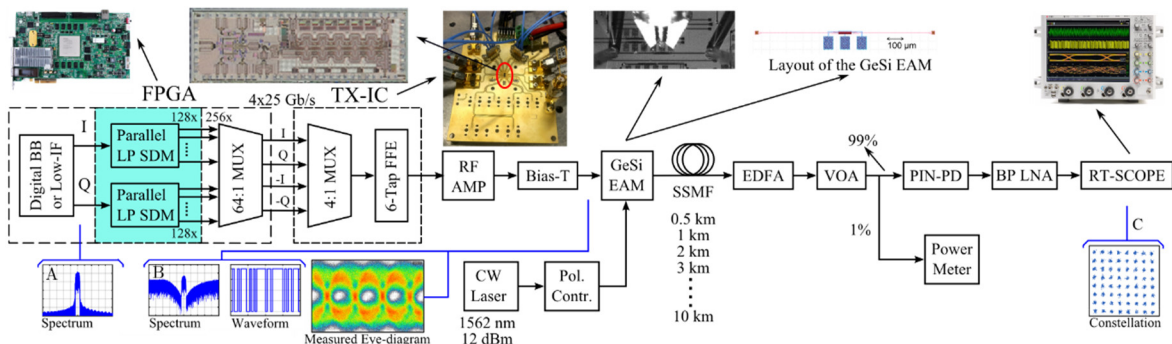 FPGA
TX-IC
Layout of the GeSi EAM
100 μm
4x25 Gb/s
99%
I
Q
Digital BB
or Low-IF
128x
Parallel
LP SDM
Parallel
LP SDM
128x
256x
64:1 MUX
I
Q
-I
-Q
4:1 MUX
6-Tap FFE
RF
AMP
Bias-T
GeSi
EAM
SSMF
0.5 km
1 km
2 km
3 km
10 km
EDFA
VOA
PIN-PD
BP LNA
RT-SCOPE
1%
Power
Meter
CW
Laser
Pol.
Contr.
1562 nm
12 dBm
A
Spectrum
B
Spectrum
Waveform
Measured Eye-diagram
C
Constellation